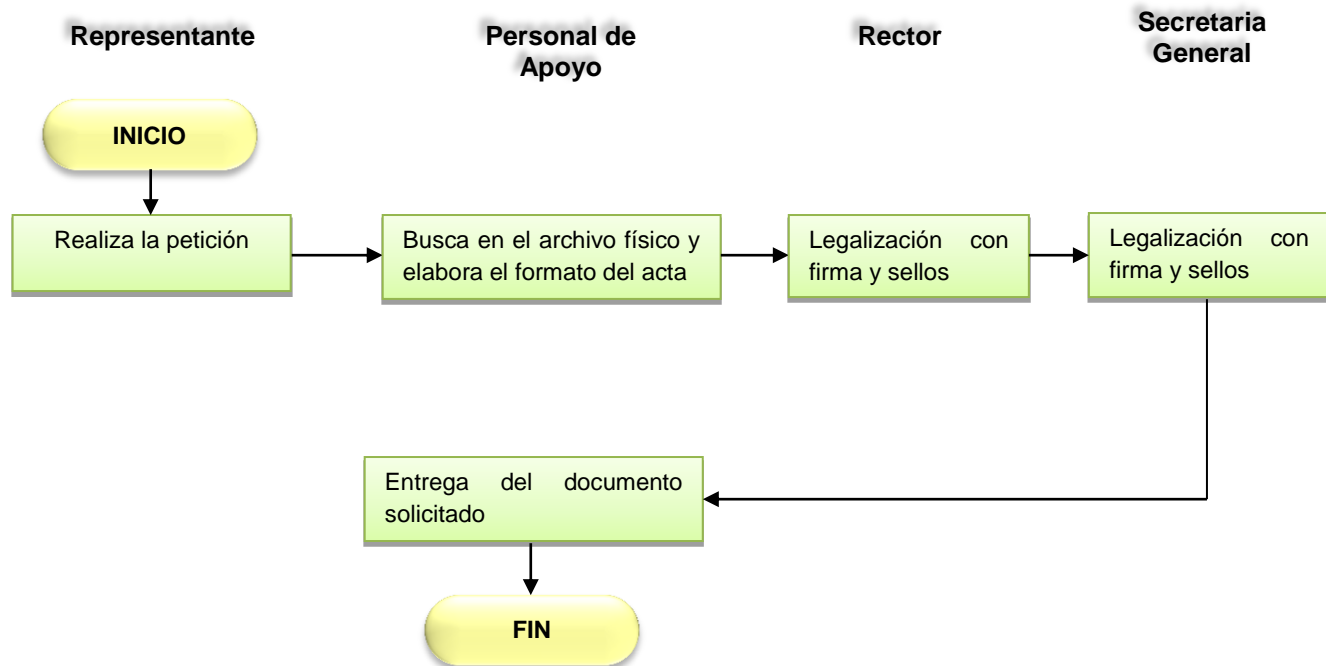 Representante
Personal de
Apoyo
Rector
Secretaria
General
INICIO
Realiza la petición
Busca en el archivo físico y
elabora el formato del acta
Legalización con
firma y sellos
Legalización con
firma y sellos
Entrega del documento
solicitado
FIN